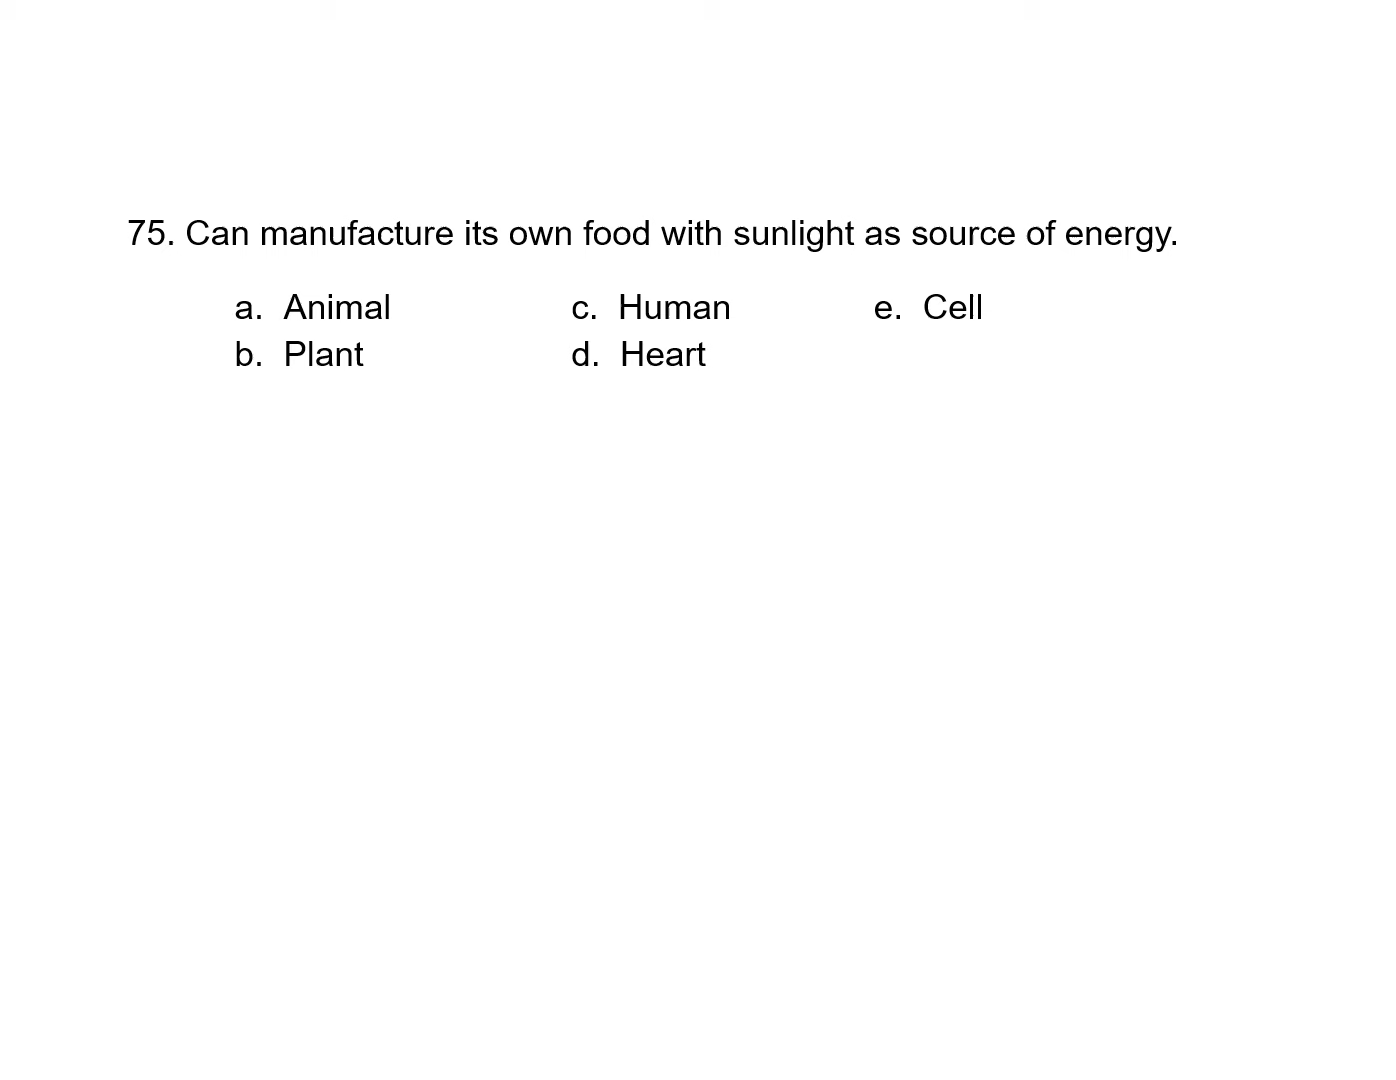 75. Can manufacture its own food with sunlight as source of energy.
a. Animal
b. Plant
c. Human
d. Heart
e. Cell